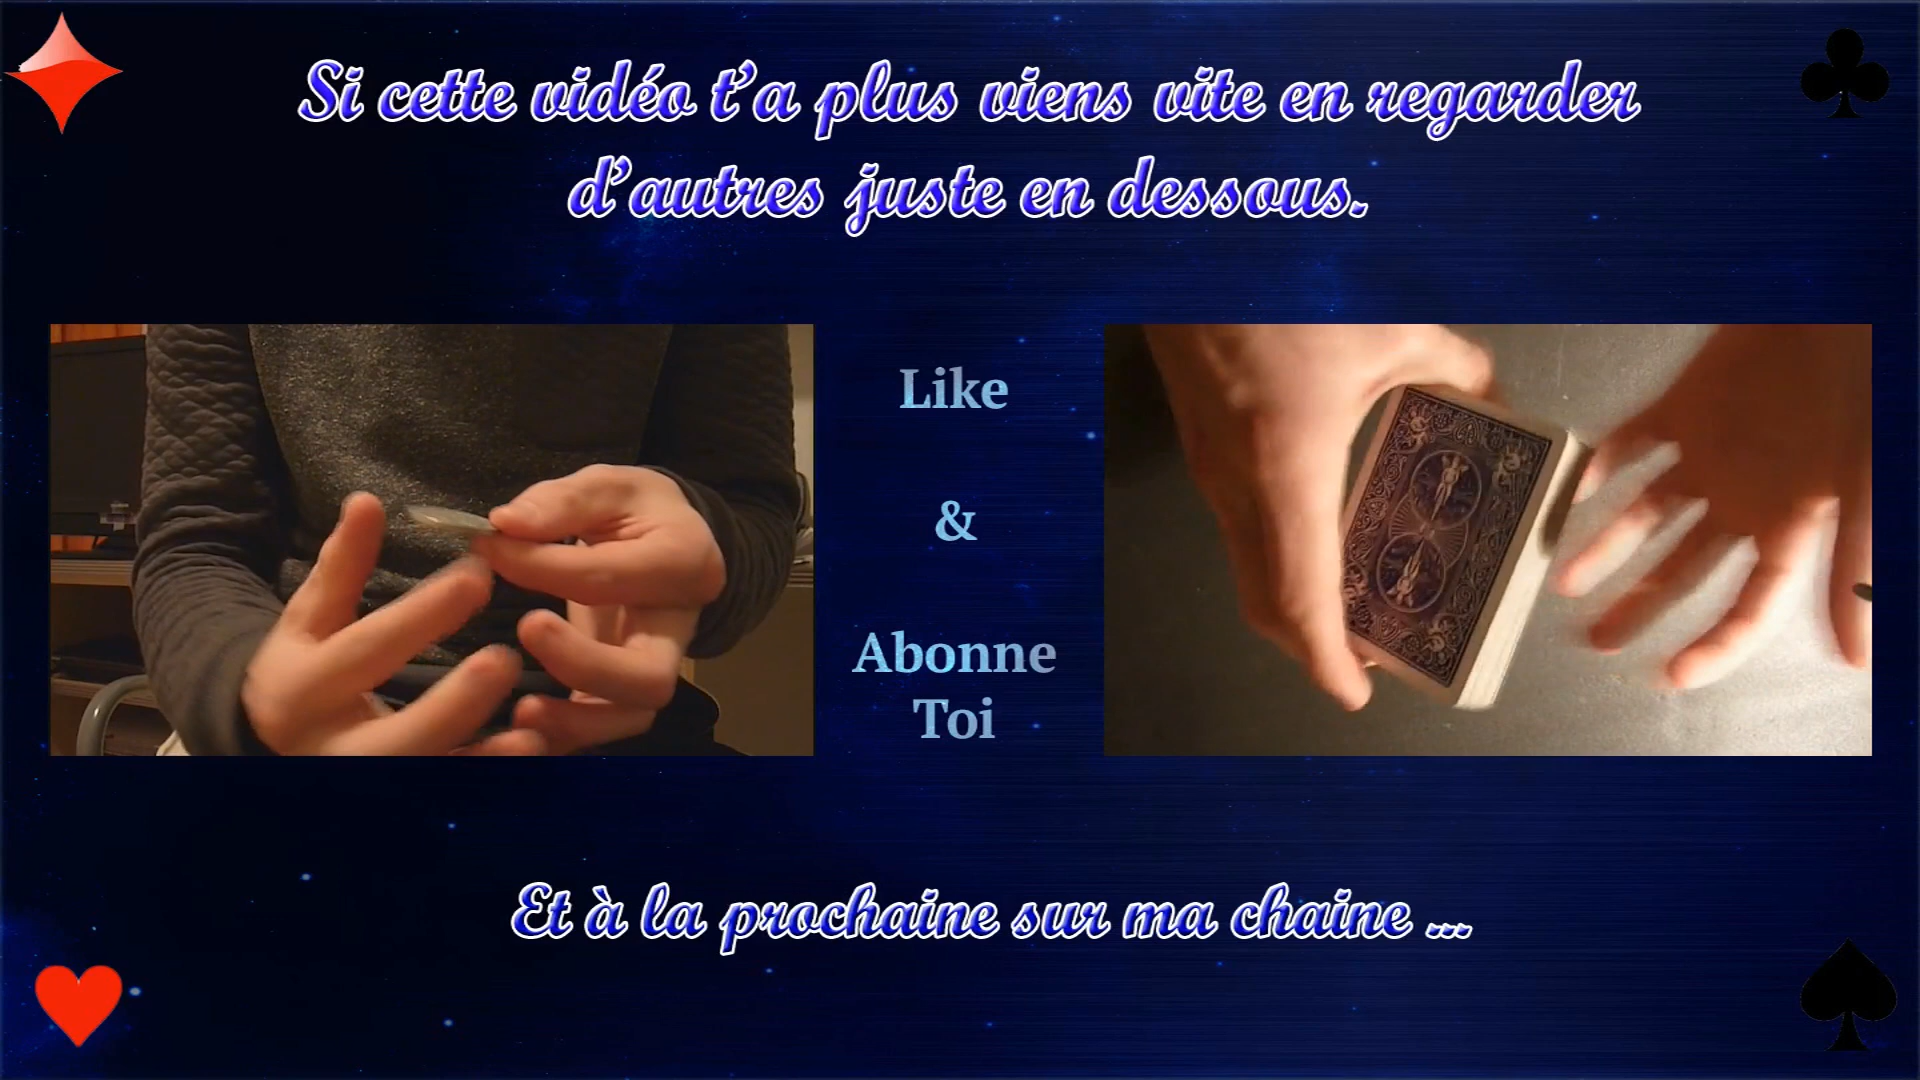 Si cette vidéo t'a plus viens vite en regarder
d'autres juste en dessous.
Like
&
Abonne
Toi
Et à la prochaine sur ma chaine ...